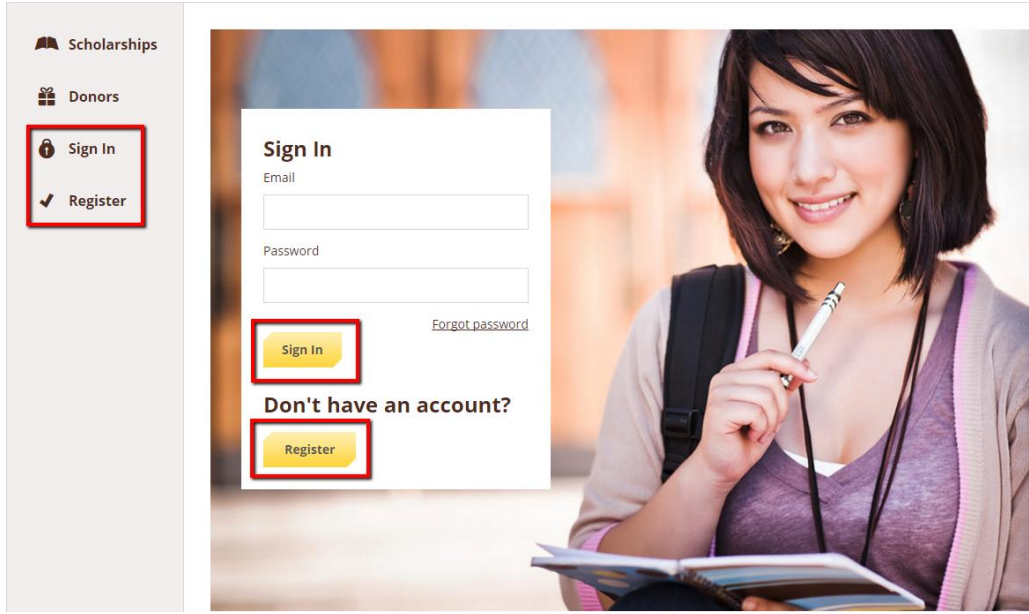 Scholarships
Donors
Sign In
Register
Sign In
Email
Password
Forgot password
Sign In
Don't have an account?
Register